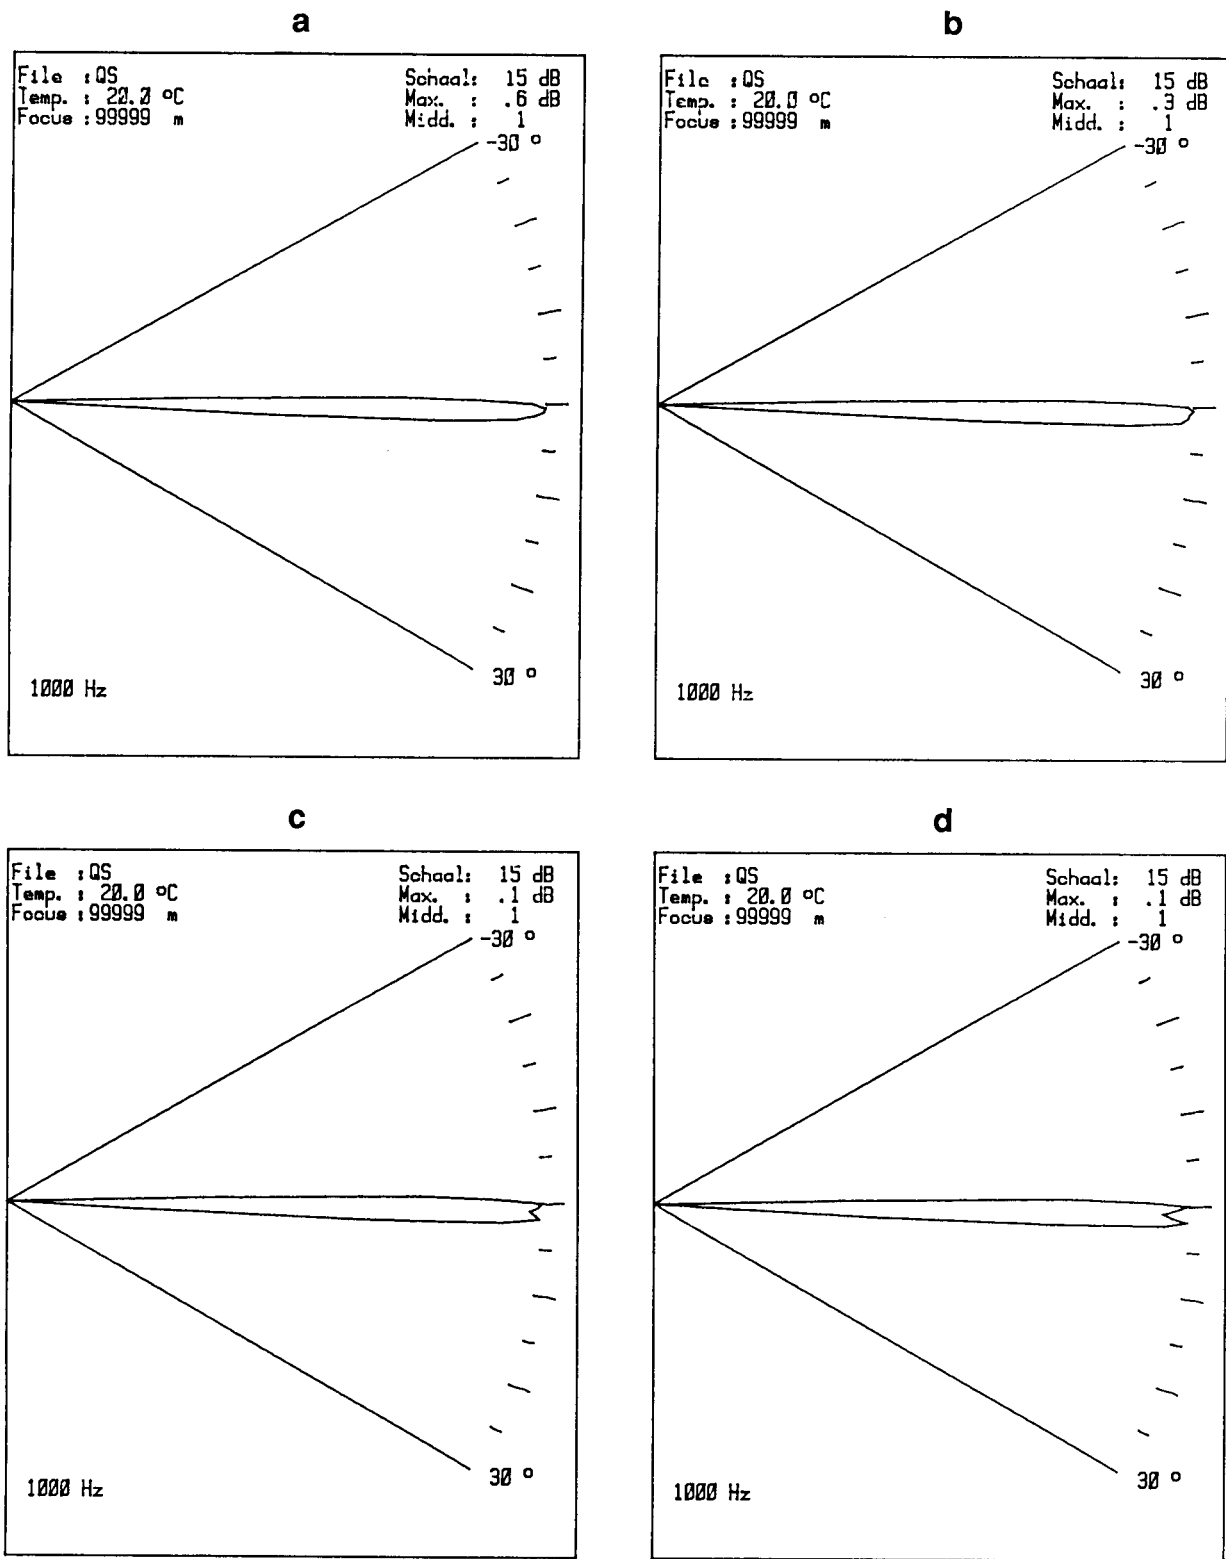 a
File :QS
Temp. : 20.0 °C
Focus :99999 m
Schaal: 15 dB
Max. : .6 dB
Midd. : 1
-30 °
30 °
1000 Hz
b
File :QS
Temp. : 20.0 °C
Focus :99999 m
Schaal: 15 dB
Max. : .3 dB
Midd. : 1
-30 °
30 °
1000 Hz
c
File :QS
Temp. : 20.0 °C
Focus :99999 m
Schaal: 15 dB
Max. : .1 dB
Midd. : 1
-30 °
30 °
1000 Hz
d
File :QS
Temp. : 20.0 °C
Focus :99999 m
Schaal: 15 dB
Max. : .1 dB
Midd. : 1
-30 °
30 °
1000 Hz